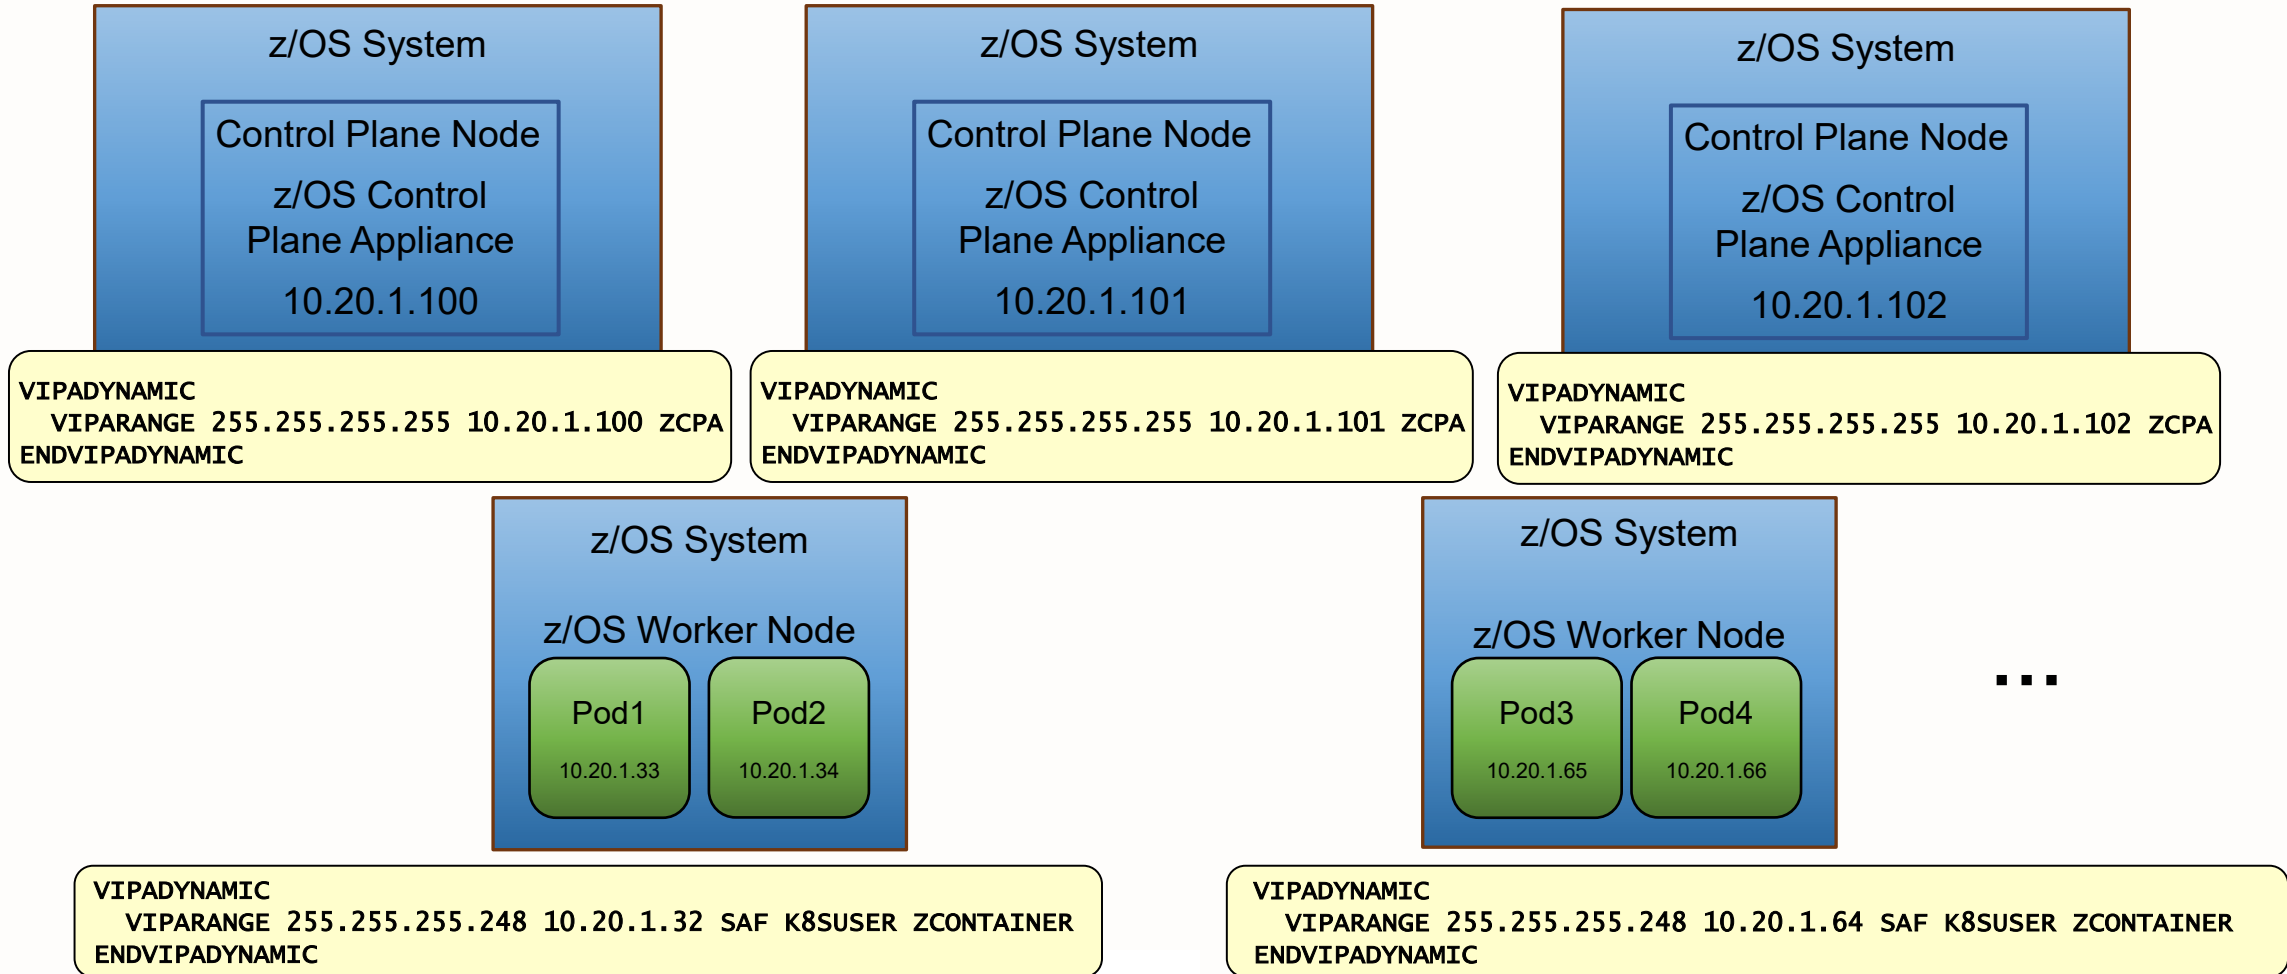 z/OS System
Control Plane Node
z/OS Control
Plane Appliance
10.20.1.100
VIPADYNAMIC
VIPARANGE 255.255.255.255 10.20.1.100 ZCPA
ENDVIPADYNAMIC
z/OS System
Control Plane Node
z/OS Control
Plane Appliance
10.20.1.101
VIPADYNAMIC
VIPARANGE 255.255.255.255 10.20.1.101 ZCPA
ENDVIPADYNAMIC
z/OS System
Control Plane Node
z/OS Control
Plane Appliance
10.20.1.102
VIPADYNAMIC
VIPARANGE 255.255.255.255 10.20.1.102 ZCPA
ENDVIPADYNAMIC
z/OS System
z/OS Worker Node
Pod1
10.20.1.33
Pod2
10.20.1.34
VIPADYNAMIC
VIPARANGE 255.255.255.248 10.20.1.32 SAF K8SUSER ZCONTAINER
ENDVIPADYNAMIC
z/OS System
z/OS Worker Node
Pod3
10.20.1.65
Pod4
10.20.1.66
VIPADYNAMIC
VIPARANGE 255.255.255.248 10.20.1.64 SAF K8SUSER ZCONTAINER
ENDVIPADYNAMIC
...